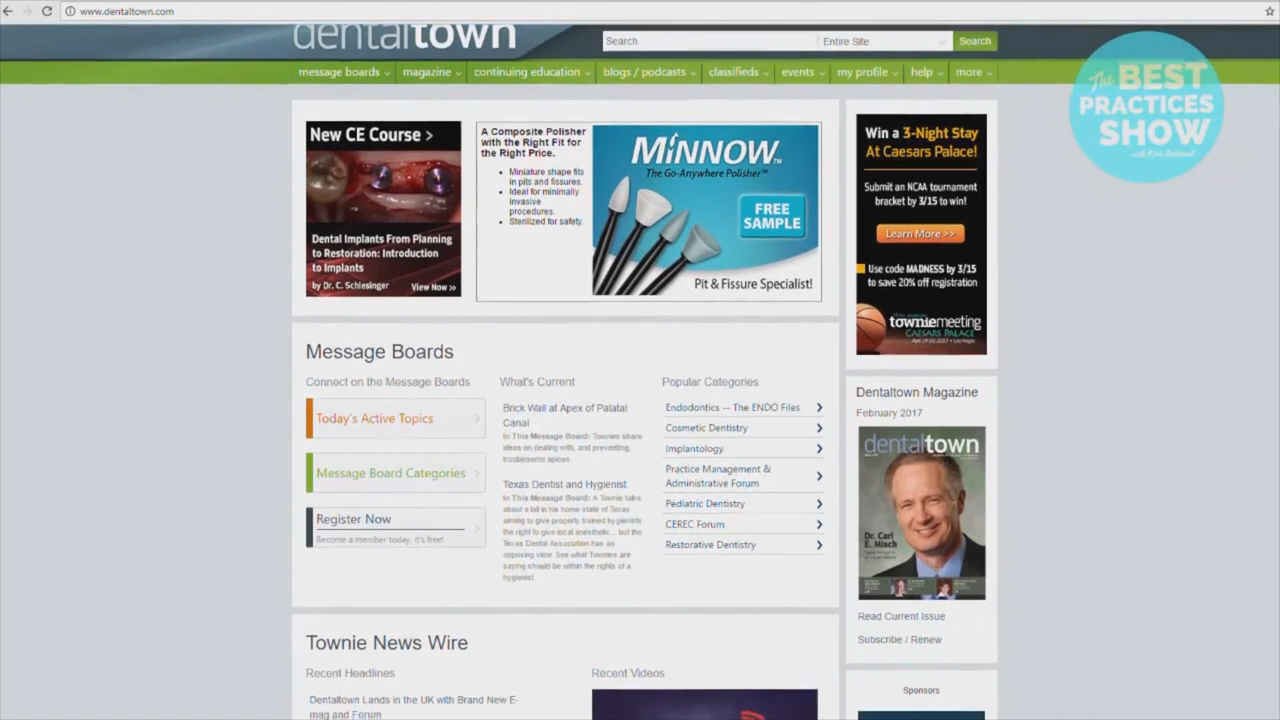 www.dentaltown.com
dentaltown
Search
Entire Site
Search
message boards
magazine
continuing education
blogs / podcasts
classifieds
events
my profile
help
more
The BEST
PRACTICES
SHOW
New CE Course >
Dental Implants From Planning
to Restoration: Introduction
to Implants
by Dr. C. Schlesinger
View Now >>
A Composite Polisher
with the Right Fit for
the Right Price.
• Miniature shape fits
in pits and fissures.
• Ideal for minimally
invasive
procedures.
• Sterilized for safety.
MiNNOW™
The Go-Anywhere Polisher™
FREE
SAMPLE
Pit & Fissure Specialist!
Win a 3-Night Stay
At Caesars Palace!
Submit an NCAA tournament
bracket by 3/15 to win!
Learn More >>
Use code MADNESS by 3/15
to save 20% off registration
towniemeeting
CAESARS PALACE
Message Boards
Connect on the Message Boards
Today's Active Topics
Message Board Categories
Register Now
Become a member today, it's free!
What's Current
Brick Wall at Apex of Palatal
Canal
In This Message Board: Townies share
ideas on dealing with, and preventing,
troublesome apices.
Texas Dentist and Hygienist
In This Message Board: A Townie talks
about a bill in his home state of Texas
aiming to give properly trained hygienists
the right to give local anesthetic... but the
Texas Dental Association has an
opposing view. See what Townies are
saying should be within the rights of a
hygienist.
Popular Categories
Endodontics -- The ENDO Files
Cosmetic Dentistry
Implantology
Practice Management &
Administrative Forum
Pediatric Dentistry
CEREC Forum
Restorative Dentistry
Dentaltown Magazine
February 2017
dentaltown
Dr. Carl
E. Misch
Read Current Issue
Subscribe / Renew
Sponsors
Townie News Wire
Recent Headlines
Dentaltown Lands in the UK with Brand New E-
mag and Forum
Recent Videos